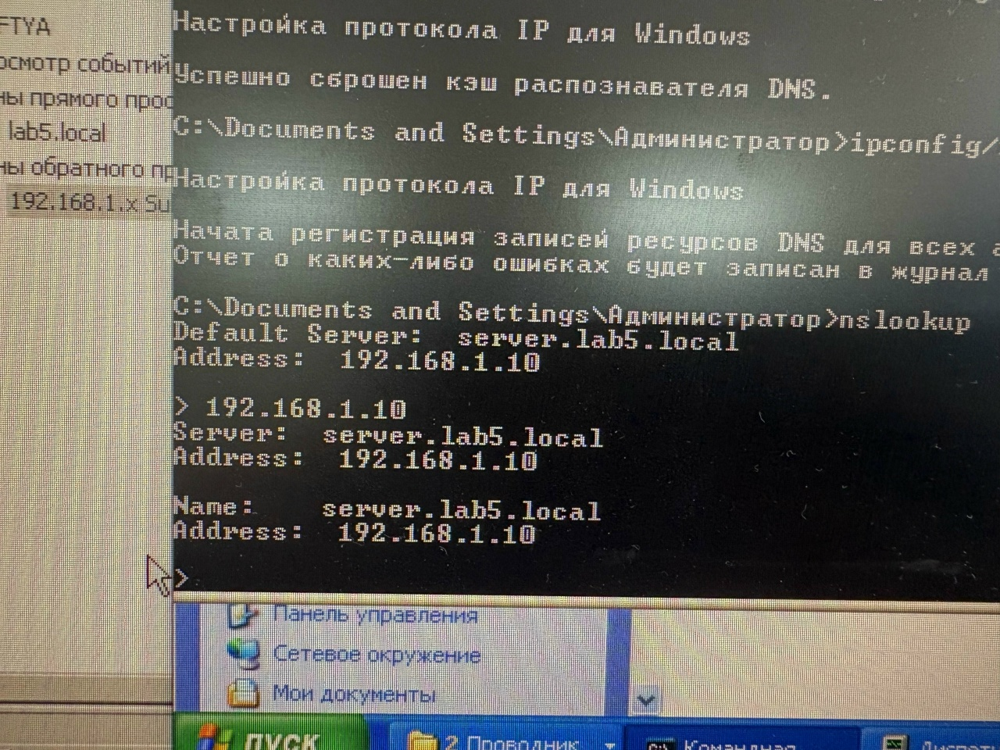 Настройка протокола IP для Windows
Успешно сброшен кэш распознавателя DNS.
C:\Documents and Settings\Администратор>ipconfig/
Настройка протокола IP для Windows
Начата регистрация записей ресурсов DNS для всех а
Отчет о каких-либо ошибках будет записан в журнал
C:\Documents and Settings\Администратор>nslookup
Default Server: server.lab5.local
Address: 192.168.1.10
> 192.168.1.10
Server: server.lab5.local
Address: 192.168.1.10
Name: server.lab5.local
Address: 192.168.1.10
>
FTYA
осмотр событий
ны прямого прос
lab5.local
ны обратного пр
192.168.1.x Su
Панель управления
Сетевое окружение
Мои документы
пуск
2 Проводник
Командная
Диспетч